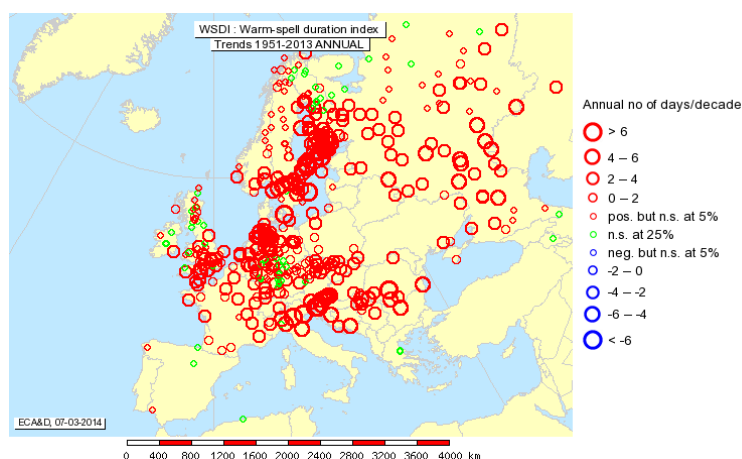 WSDI : Warm-spell duration index
Trends 1951-2013 ANNUAL
Annual no of days/decade
> 6
4 – 6
2 – 4
0 – 2
pos. but n.s. at 5%
n.s. at 25%
neg. but n.s. at 5%
-2 – 0
-4 – -2
-6 – -4
< -6
ECA&D, 07-03-2014
0 400 800 1200 1600 2000 2400 2800 3200 3600 4000 km